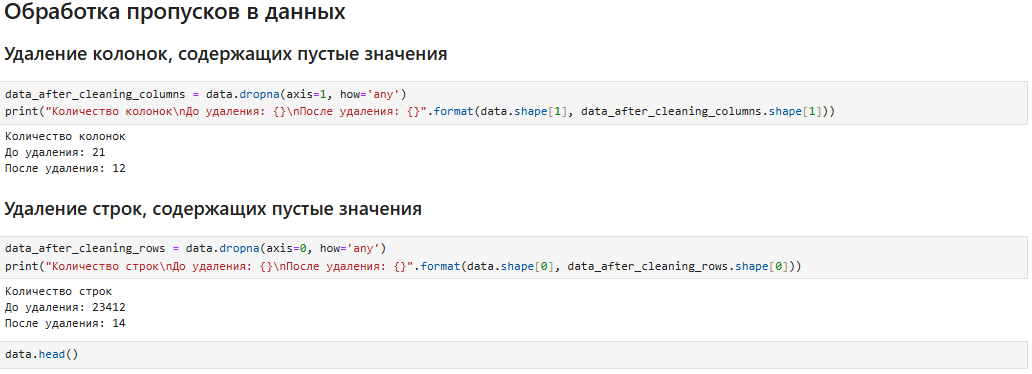 Обработка пропусков в данных
Удаление колонок, содержащих пустые значения
data_after_cleaning_columns = data.dropna(axis=1, how='any')
print("Количество колонок\nДо удаления: {}\nПосле удаления: {}".format(data.shape[1], data_after_cleaning_columns.shape[1]))
Количество колонок
До удаления: 21
После удаления: 12
Удаление строк, содержащих пустые значения
data_after_cleaning_rows = data.dropna(axis=0, how='any')
print("Количество строк\nДо удаления: {}\nПосле удаления: {}".format(data.shape[0], data_after_cleaning_rows.shape[0]))
Количество строк
До удаления: 23412
После удаления: 14
data.head()